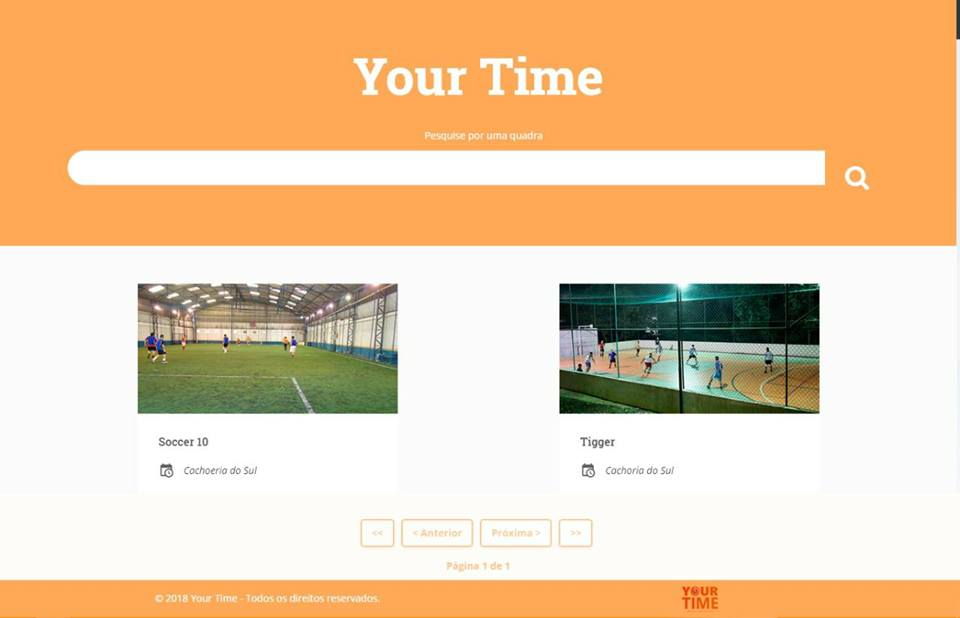 Your Time
Pesquise por uma quadra
Soccer 10
Cachoeria do Sul
Tigger
Cachoria do Sul
<< < Anterior Próxima > >>
Página 1 de 1
© 2018 Your Time - Todos os direitos reservados.
YOUR
TIME